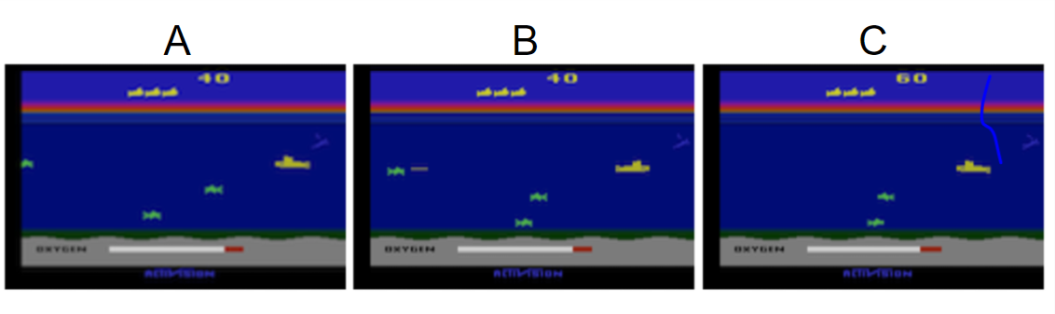 A B C
40 40 60
OXYGEN OXYGEN OXYGEN
ACTIVISION ACTIVISION ACTIVISION